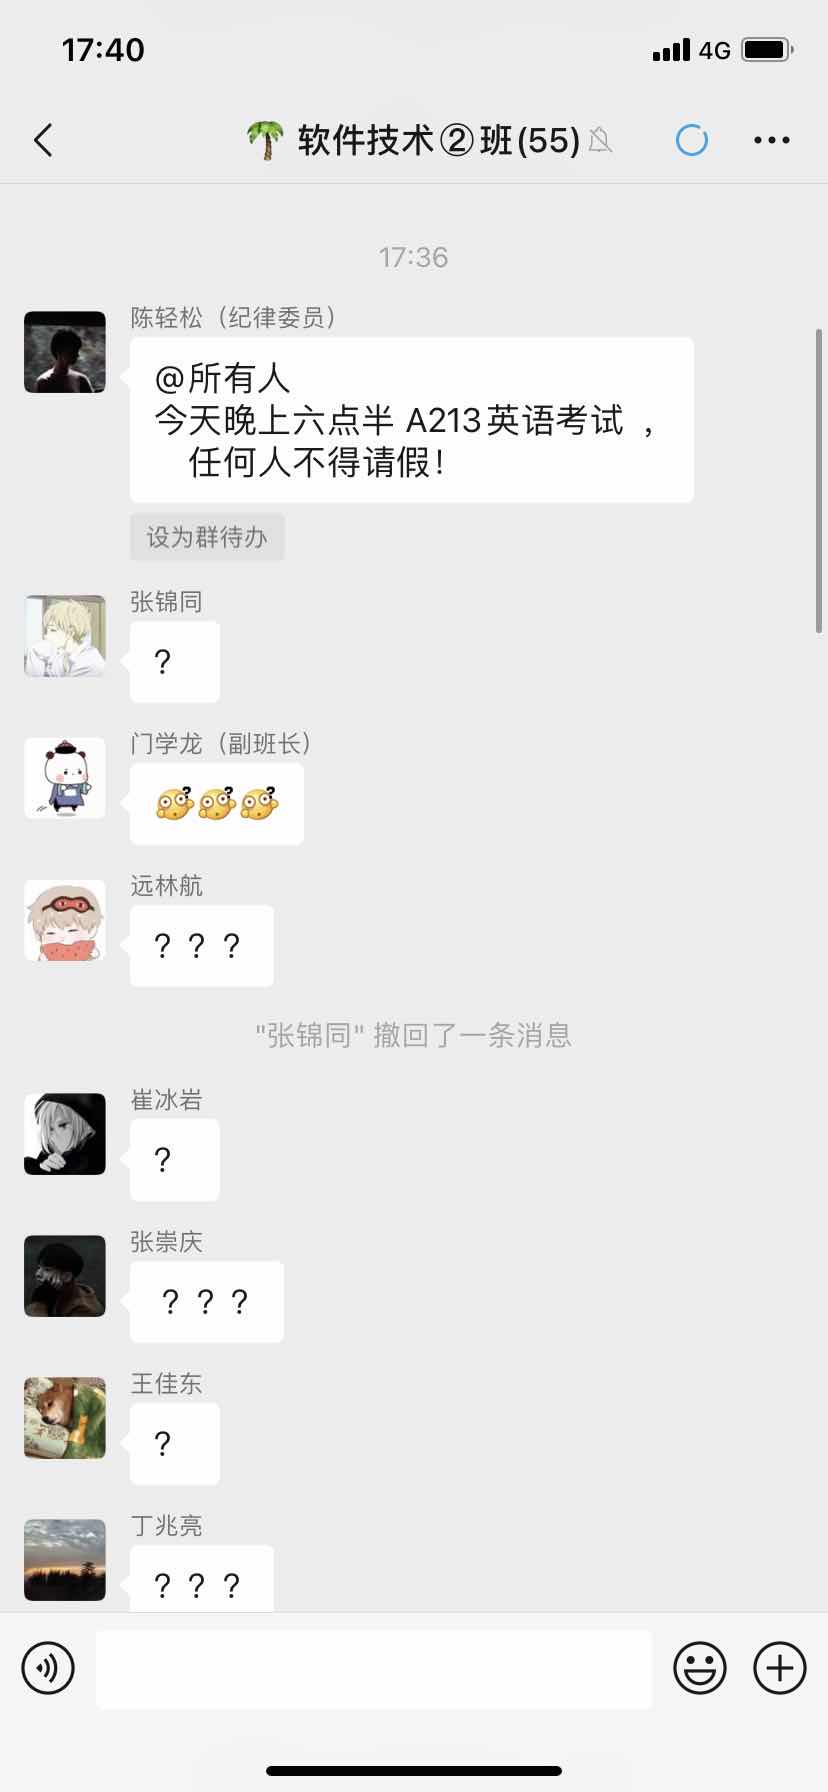 17:40
4G
🌴 软件技术②班(55)
17:36
陈轻松（纪律委员）
@所有人
今天晚上六点半 A213英语考试 ，
任何人不得请假！
设为群待办
张锦同
？
门学龙（副班长）
远林航
？？？
"张锦同" 撤回了一条消息
崔冰岩
？
张崇庆
？？？
王佳东
？
丁兆亮
？？？